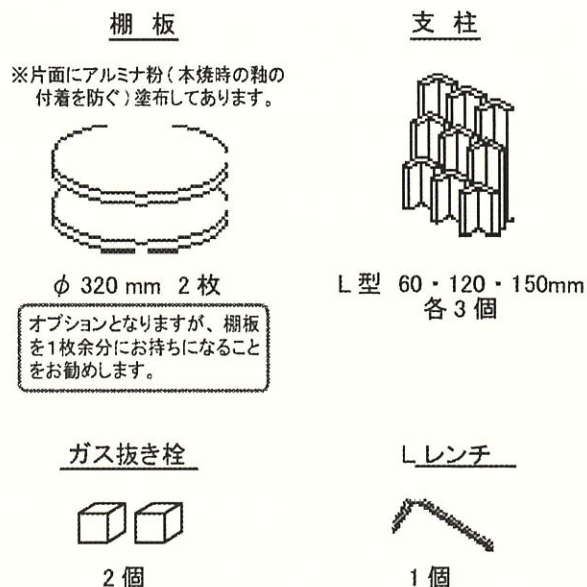 棚 板
※片面にアルミナ粉(本焼時の釉の
付着を防ぐ)塗布してあります。
φ 320 mm 2 枚
オプションとなりますが、棚板
を1枚余分にお持ちになること
をお勧めします。
支 柱
L 型 60・120・150mm
各 3 個
ガス抜き栓
2 個
L レンチ
1 個